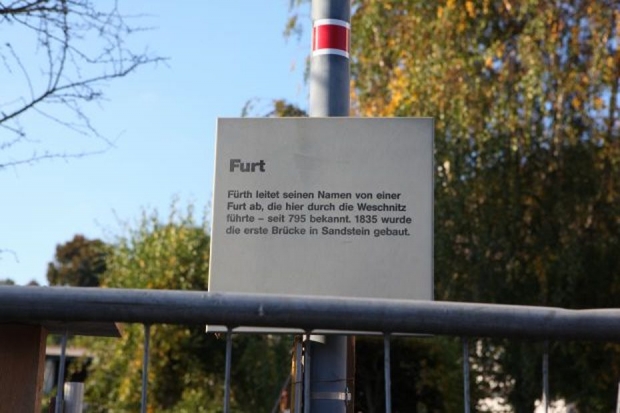 Furt
Fürth leitet seinen Namen von einer
Furt ab, die hier durch die Weschnitz
führte – seit 795 bekannt. 1835 wurde
die erste Brücke in Sandstein gebaut.